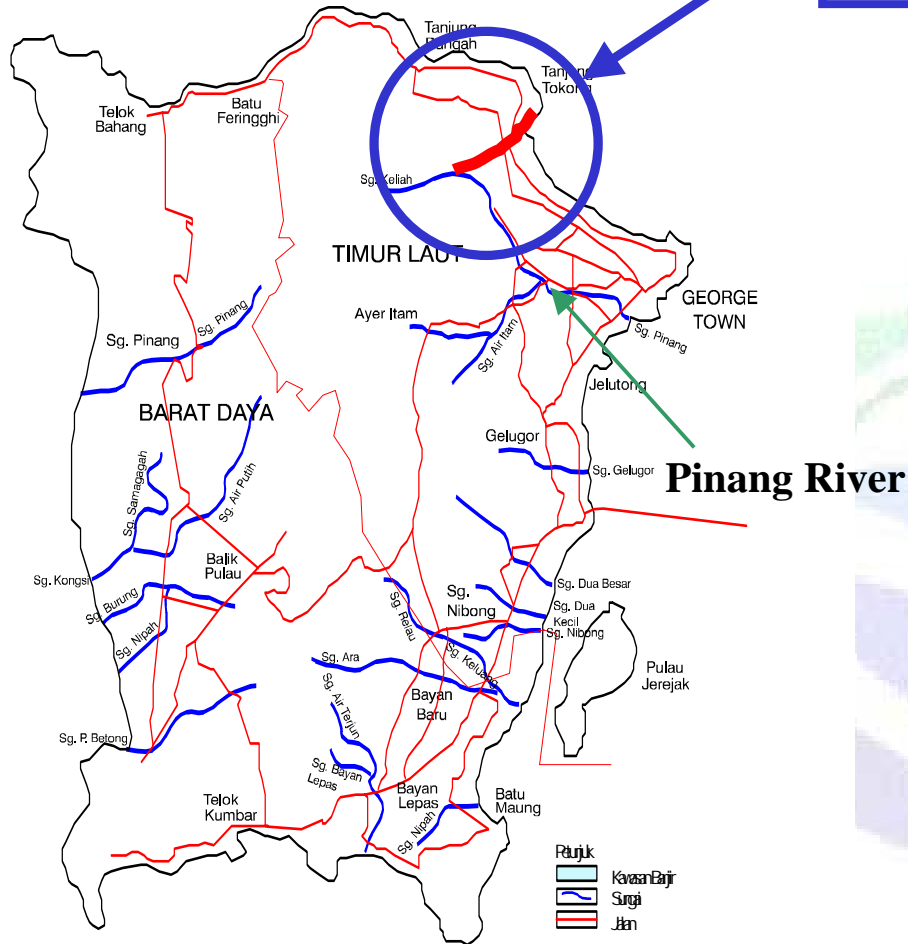 Tanjung
Bungah
Tanjung
Tokong
Batu
Feringghi
Telok
Bahang
Sg. Keliah
TIMUR LAUT
GEORGE
TOWN
Ayer Itam
Sg. Air Itam
Sg. Pinang
Sg. Pinang
Sg. Pinang
Jelutong
BARAT DAYA
Gelugor
Sg. Gelugor
Pinang River
Sg. Samagagah
Sg. Air Putih
Balik
Pulau
Sg. Kongsi
Sg. Burung
Sg. Nipah
Sg. Dua Besar
Sg. Dua
Kecil
Sg. Nibong
Sg.
Nibong
Sg. Relau
Sg. Keluang
Sg. Ara
Pulau
Jerejak
Bayan
Baru
Sg. Air Terjun
Sg. P. Betong
Sg. Bayan
Lepas
Telok
Kumbar
Bayan
Lepas
Batu
Maung
Sg. Nipah
Petunjuk
Kawasan Banjir
Sungai
Jalan